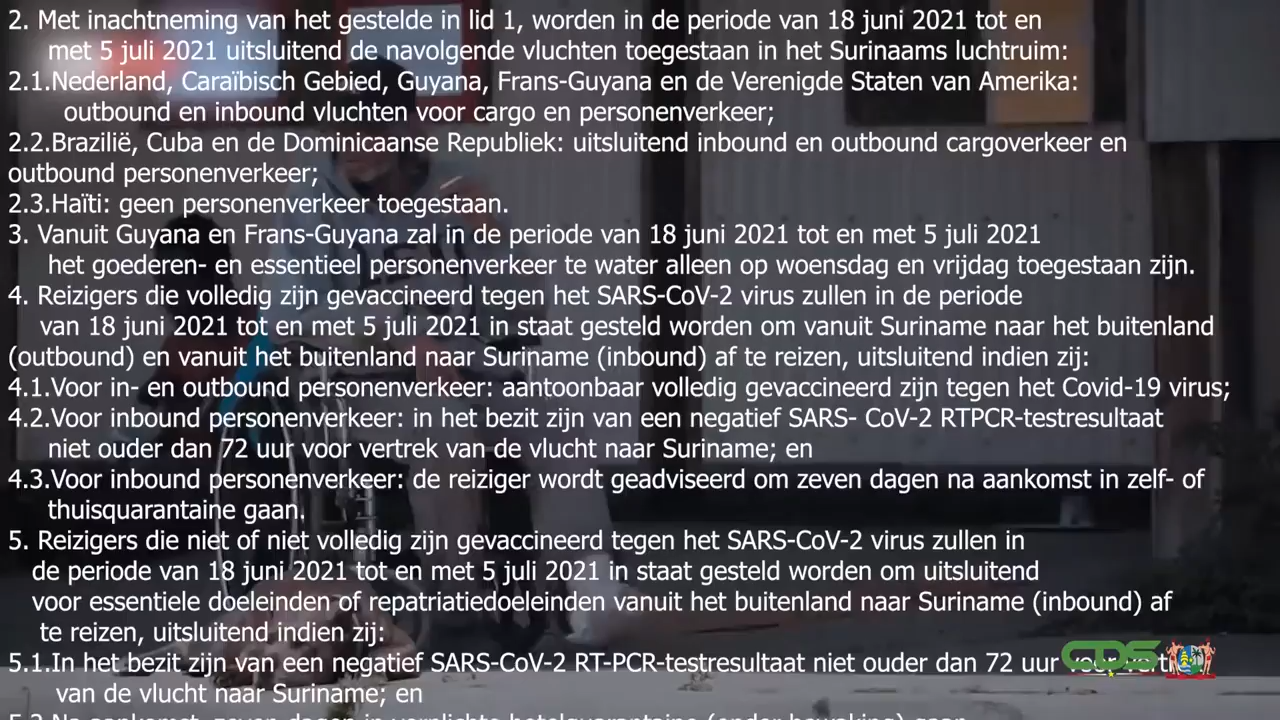 2. Met inachtneming van het gestelde in lid 1, worden in de periode van 18 juni 2021 tot en
met 5 juli 2021 uitsluitend de navolgende vluchten toegestaan in het Surinaams luchtruim:
2.1.Nederland, Caraïbisch Gebied, Guyana, Frans-Guyana en de Verenigde Staten van Amerika:
outbound en inbound vluchten voor cargo en personenverkeer;
2.2.Brazilië, Cuba en de Dominicaanse Republiek: uitsluitend inbound en outbound cargoverkeer en
outbound personenverkeer;
2.3.Haïti: geen personenverkeer toegestaan.
3. Vanuit Guyana en Frans-Guyana zal in de periode van 18 juni 2021 tot en met 5 juli 2021
het goederen- en essentieel personenverkeer te water alleen op woensdag en vrijdag toegestaan zijn.
4. Reizigers die volledig zijn gevaccineerd tegen het SARS-CoV-2 virus zullen in de periode
van 18 juni 2021 tot en met 5 juli 2021 in staat gesteld worden om vanuit Suriname naar het buitenland
(outbound) en vanuit het buitenland naar Suriname (inbound) af te reizen, uitsluitend indien zij:
4.1.Voor in- en outbound personenverkeer: aantoonbaar volledig gevaccineerd zijn tegen het Covid-19 virus;
4.2.Voor inbound personenverkeer: in het bezit zijn van een negatief SARS- CoV-2 RTPCR-testresultaat
niet ouder dan 72 uur voor vertrek van de vlucht naar Suriname; en
4.3.Voor inbound personenverkeer: de reiziger wordt geadviseerd om zeven dagen na aankomst in zelf- of
thuisquarantaine gaan.
5. Reizigers die niet of niet volledig zijn gevaccineerd tegen het SARS-CoV-2 virus zullen in
de periode van 18 juni 2021 tot en met 5 juli 2021 in staat gesteld worden om uitsluitend
voor essentiele doeleinden of repatriatiedoeleinden vanuit het buitenland naar Suriname (inbound) af
te reizen, uitsluitend indien zij:
5.1.In het bezit zijn van een negatief SARS-CoV-2 RT-PCR-testresultaat niet ouder dan 72 uur
CDS
van de vlucht naar Suriname; en